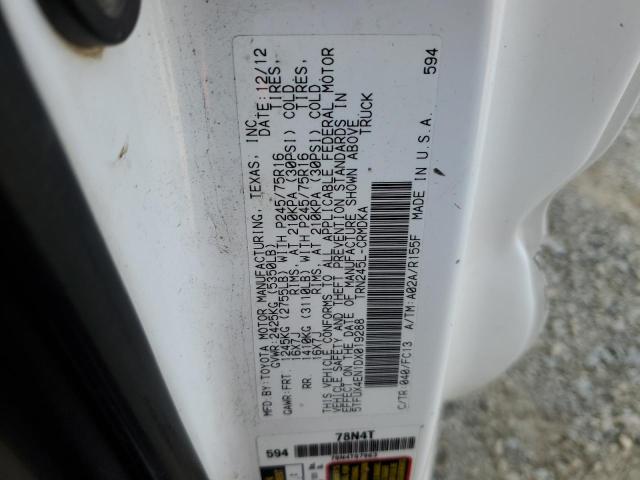 MFD.BY:TOYOTA MOTOR MANUFACTURING, TEXAS, INC.
DATE:12/12
GVWR:2425KG (5350LB)
GAWR:FRT. 1245KG (2755LB) WITH P245/75R16 TIRES,
16X7J RIMS, AT 210KPA (30PSI) COLD
RR. 1410KG (3110LB) WITH P245/75R16 TIRES,
16X7J RIMS, AT 210KPA (30PSI) COLD
THIS VEHICLE CONFORMS TO ALL APPLICABLE FEDERAL MOTOR
VEHICLE SAFETY AND THEFT PREVENTION STANDARDS IN
EFFECT ON THE DATE OF MANUFACTURE SHOWN ABOVE
5TFUX4EN1DX019288 TRN245L-CRMDKA TRUCK
C/TR:040/FC13 A/TM:A02A/R155F MADE IN U.S.A. 594
78N4T
594